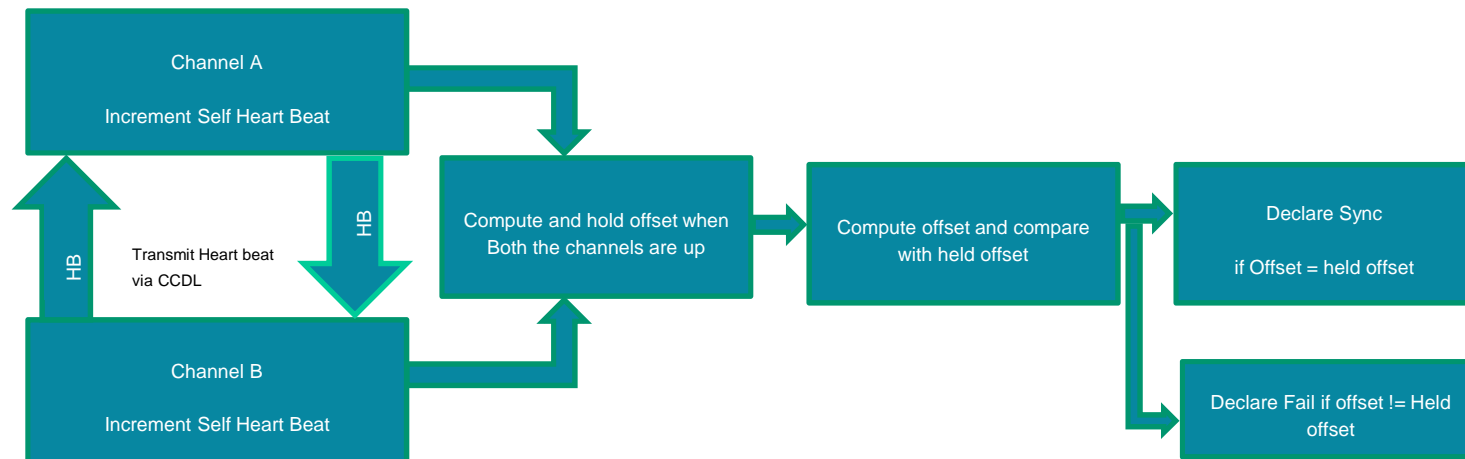 Channel A
Increment Self Heart Beat
HB
Transmit Heart beat
via CCDL
HB
Channel B
Increment Self Heart Beat
Compute and hold offset when
Both the channels are up
Compute offset and compare
with held offset
Declare Sync
if Offset = held offset
Declare Fail if offset != Held
offset